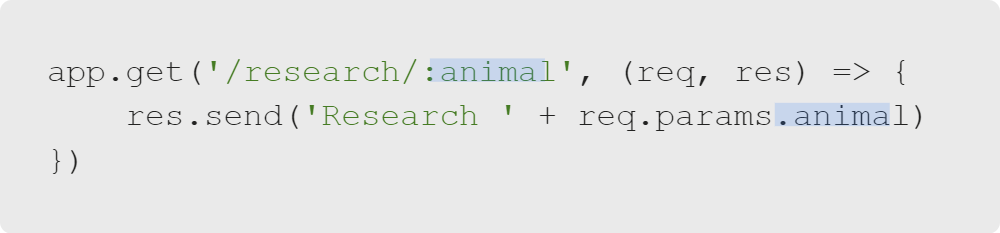 app.get('/research/:animal', (req, res) => {
    res.send('Research ' + req.params.animal)
})